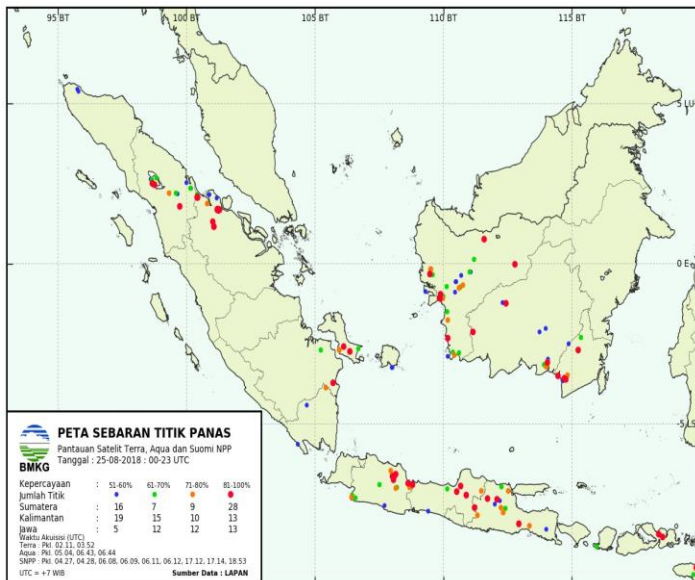 95 BT 100 BT 105 BT 110 BT 115 BT
5 LU
0 E
-5 LS
BMKG
PETA SEBARAN TITIK PANAS
Pantauan Satelit Terra, Aqua dan Suomi NPP
Tanggal : 25-08-2018 : 00-23 UTC
Kepercayaan : 51-60% 61-70% 71-80% 81-100%
Jumlah Titik
Sumatera : 16 7 9 28
Kalimantan : 19 15 10 13
Jawa : 5 12 12 13
Waktu Akuisisi (UTC)
Terra : Pkl. 02.11, 03.52
Aqua : Pkl. 05.04, 06.43, 06.44
SNPP : Pkl. 04.27, 04.28, 06.08, 06.09, 06.11, 06.12, 17.12, 17.14, 18.53
UTC = +7 WIB Sumber Data : LAPAN